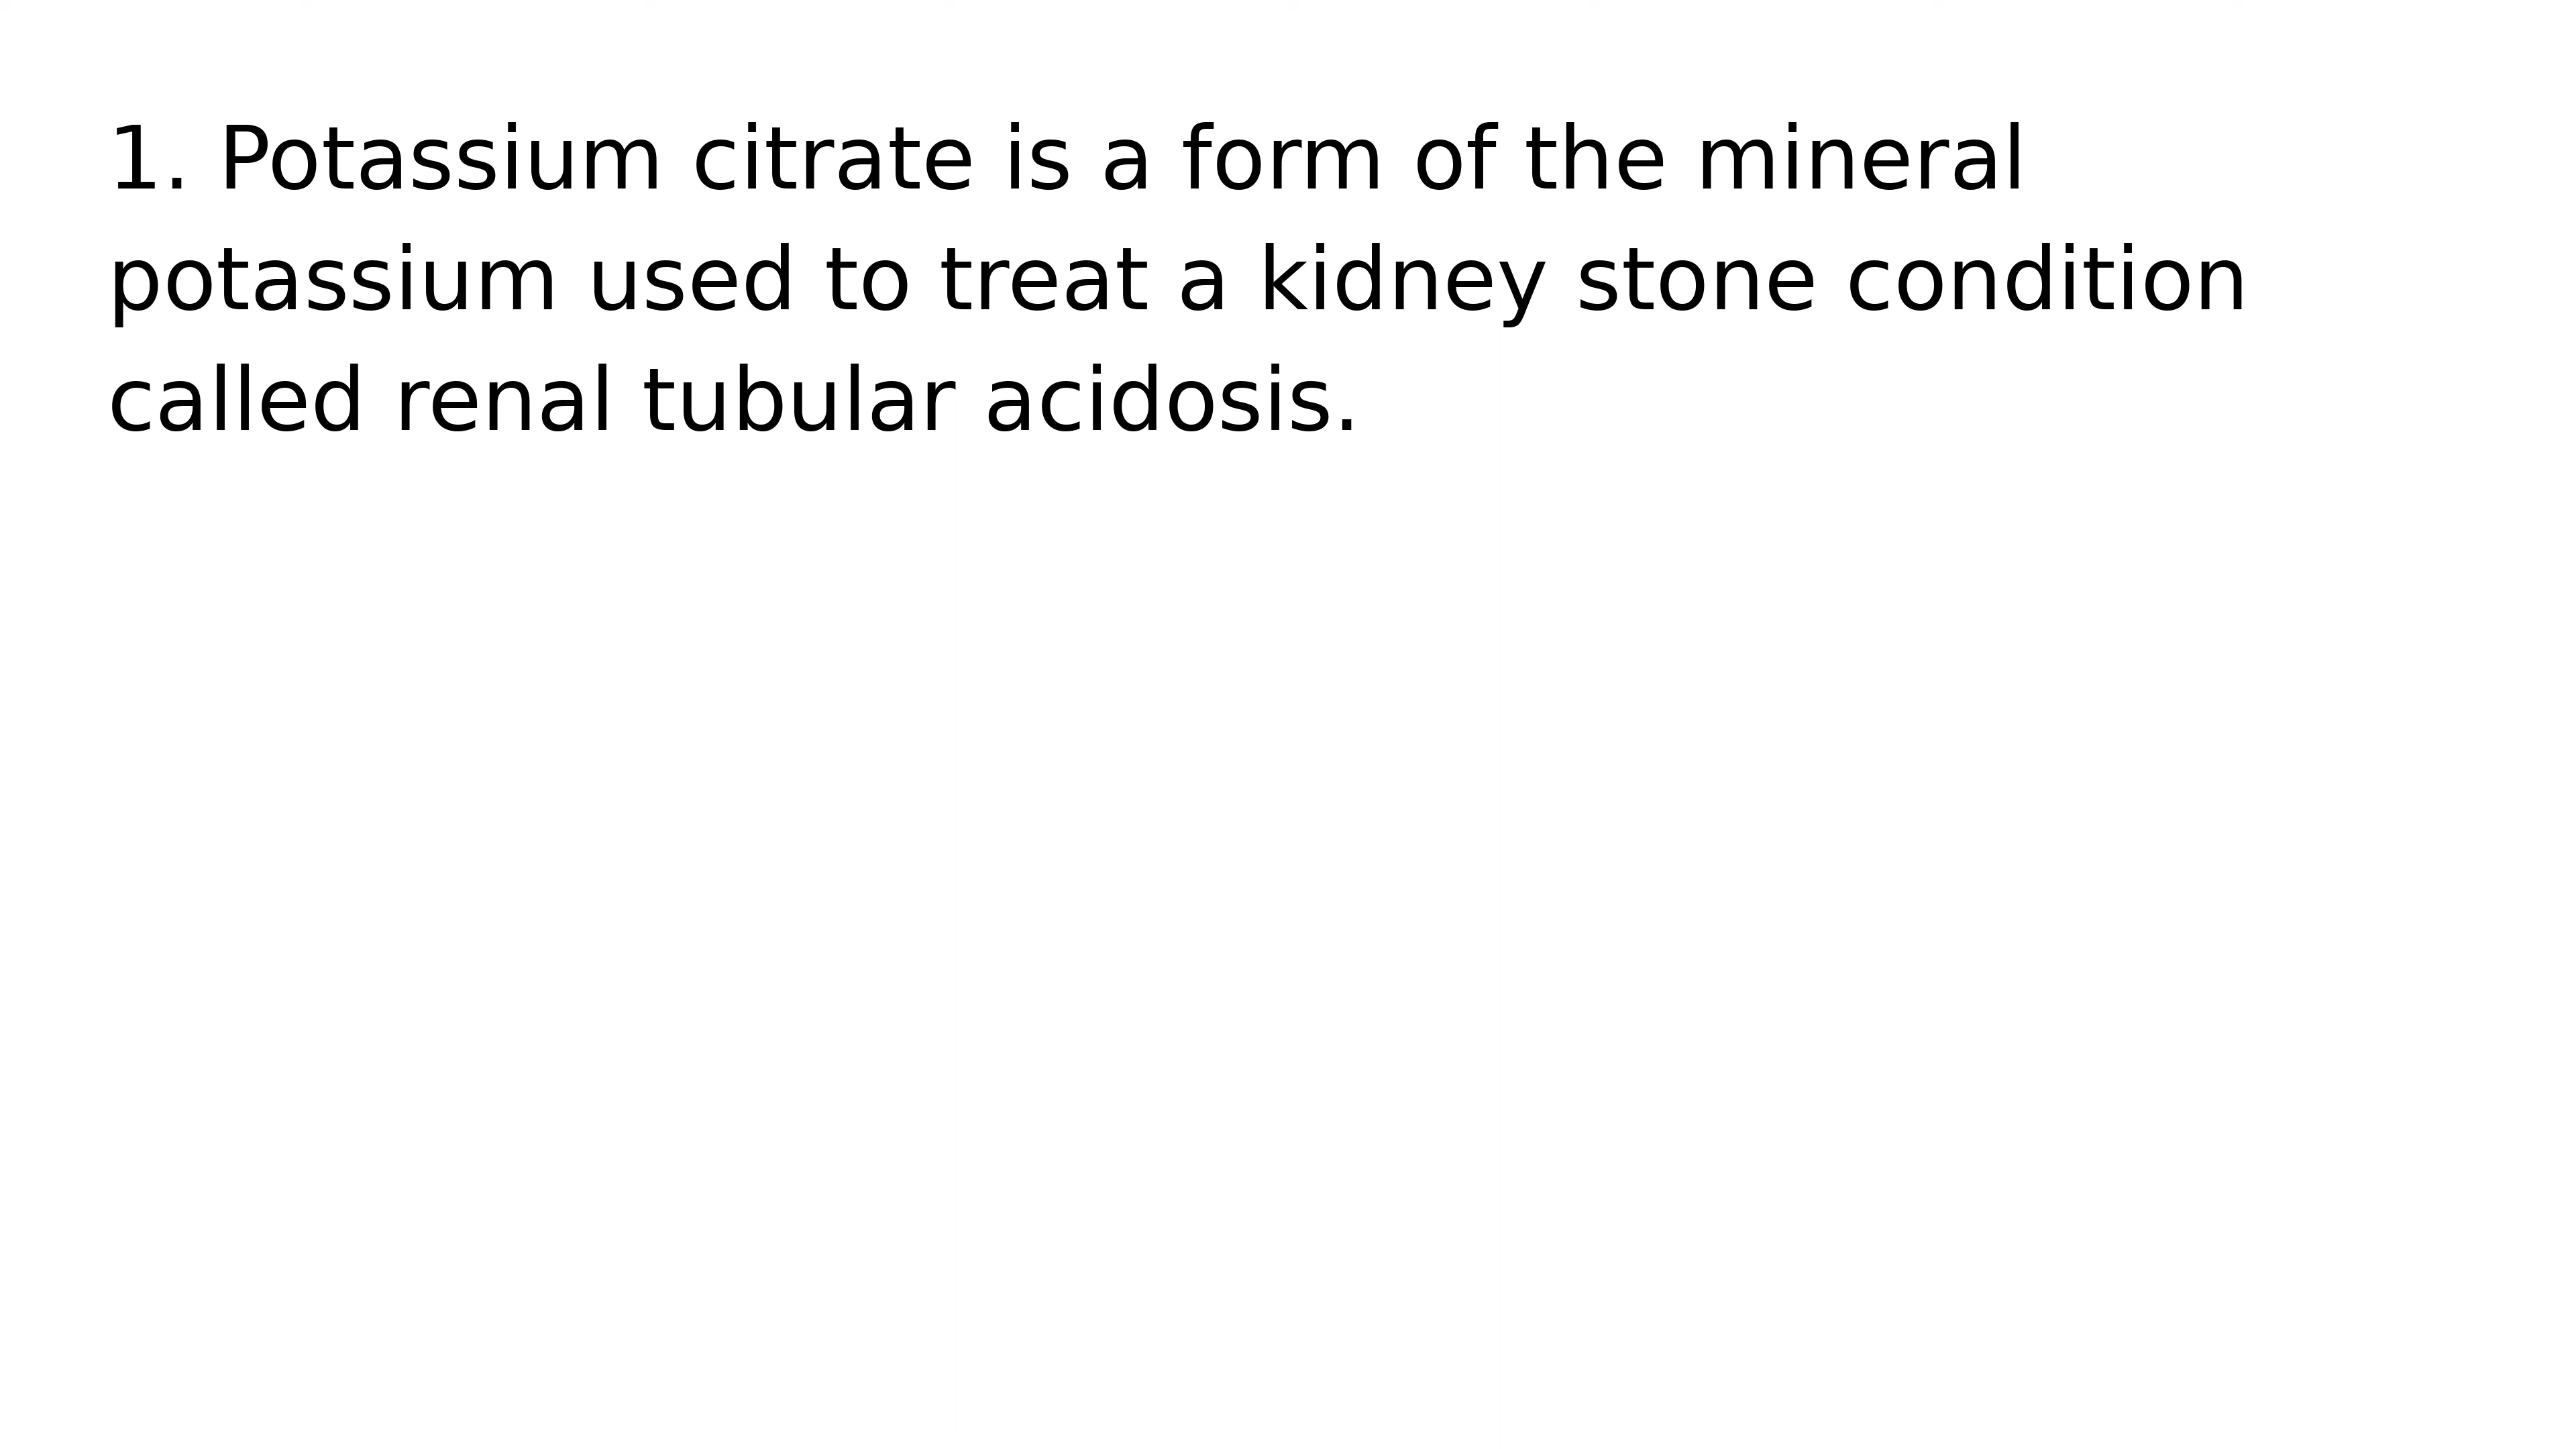 1. Potassium citrate is a form of the mineral
potassium used to treat a kidney stone condition
called renal tubular acidosis.